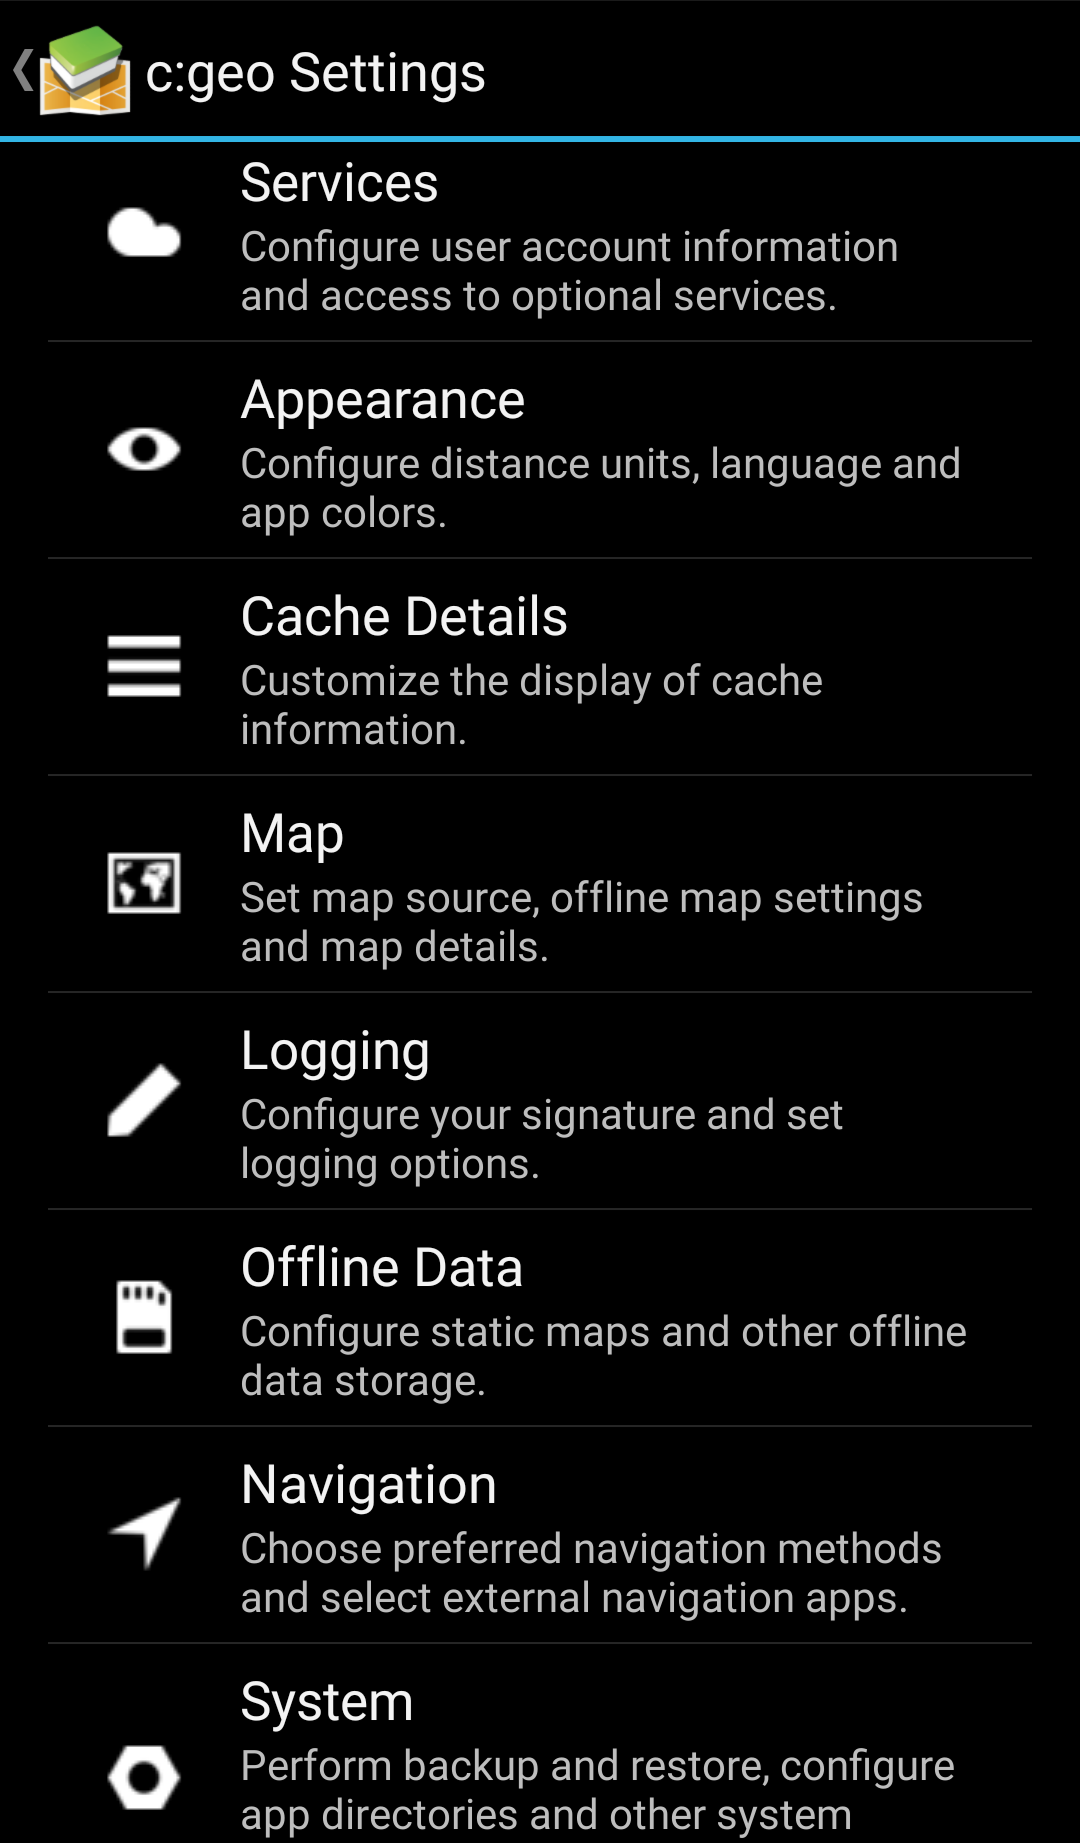 c:geo Settings
Services
Configure user account information
and access to optional services.
Appearance
Configure distance units, language and
app colors.
Cache Details
Customize the display of cache
information.
Map
Set map source, offline map settings
and map details.
Logging
Configure your signature and set
logging options.
Offline Data
Configure static maps and other offline
data storage.
Navigation
Choose preferred navigation methods
and select external navigation apps.
System
Perform backup and restore, configure
app directories and other system